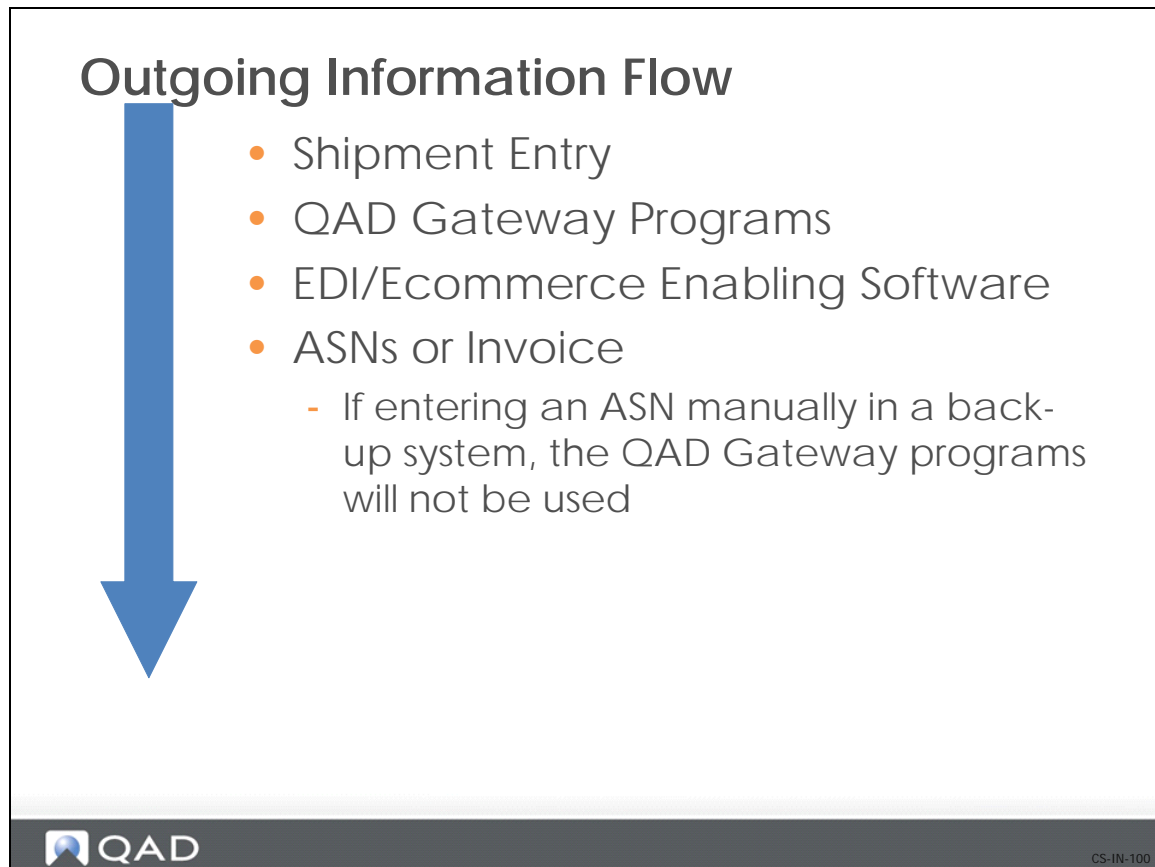 Outgoing Information Flow
• Shipment Entry
• QAD Gateway Programs
• EDI/Ecommerce Enabling Software
• ASNs or Invoice
- If entering an ASN manually in a back-
up system, the QAD Gateway programs
will not be used
QAD
CS-IN-100